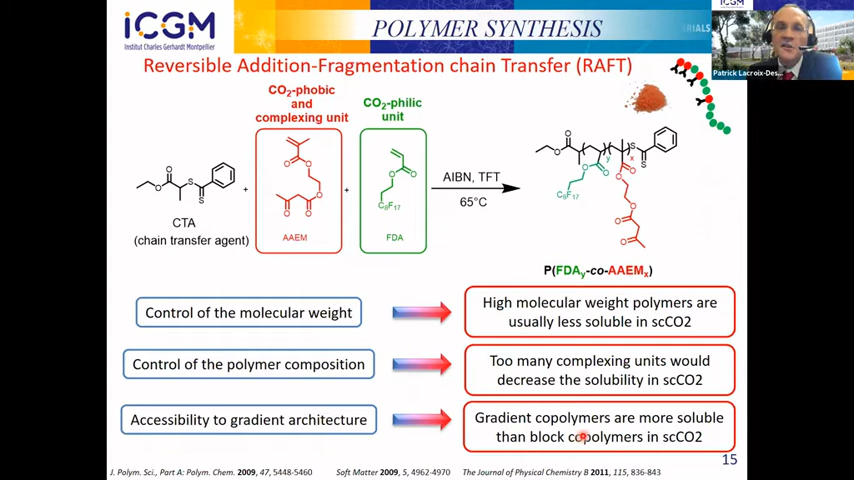 iCGM
Institut Charles Gerhardt Montpellier
POLYMER SYNTHESIS
Patrick Lacroix-Des...
Reversible Addition-Fragmentation chain Transfer (RAFT)
CO2-phobic
and
complexing unit
CO2-philic
unit
CTA
(chain transfer agent)
+
AAEM
+
C8F17
FDA
AIBN, TFT
65°C
C8F17
P(FDAy-co-AAEMx)
Control of the molecular weight
High molecular weight polymers are
usually less soluble in scCO2
Control of the polymer composition
Too many complexing units would
decrease the solubility in scCO2
Accessibility to gradient architecture
Gradient copolymers are more soluble
than block copolymers in scCO2
15
J. Polym. Sci., Part A: Polym. Chem. 2009, 47, 5448-5460 Soft Matter 2009, 5, 4962-4970 The Journal of Physical Chemistry B 2011, 115, 836-843